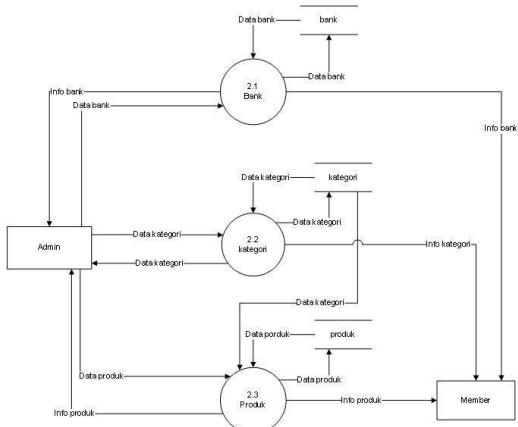 Data bank
bank
2.1
Bank
Data bank
Info bank
Data bank
Info bank
Data kategori
kategori
Data kategori
2.2
kategori
Admin
Data kategori
Data kategori
Info kategori
Data kategori
Data porduk
produk
Data produk
Data produk
2.3
Produk
Info produk
Info produk
Member